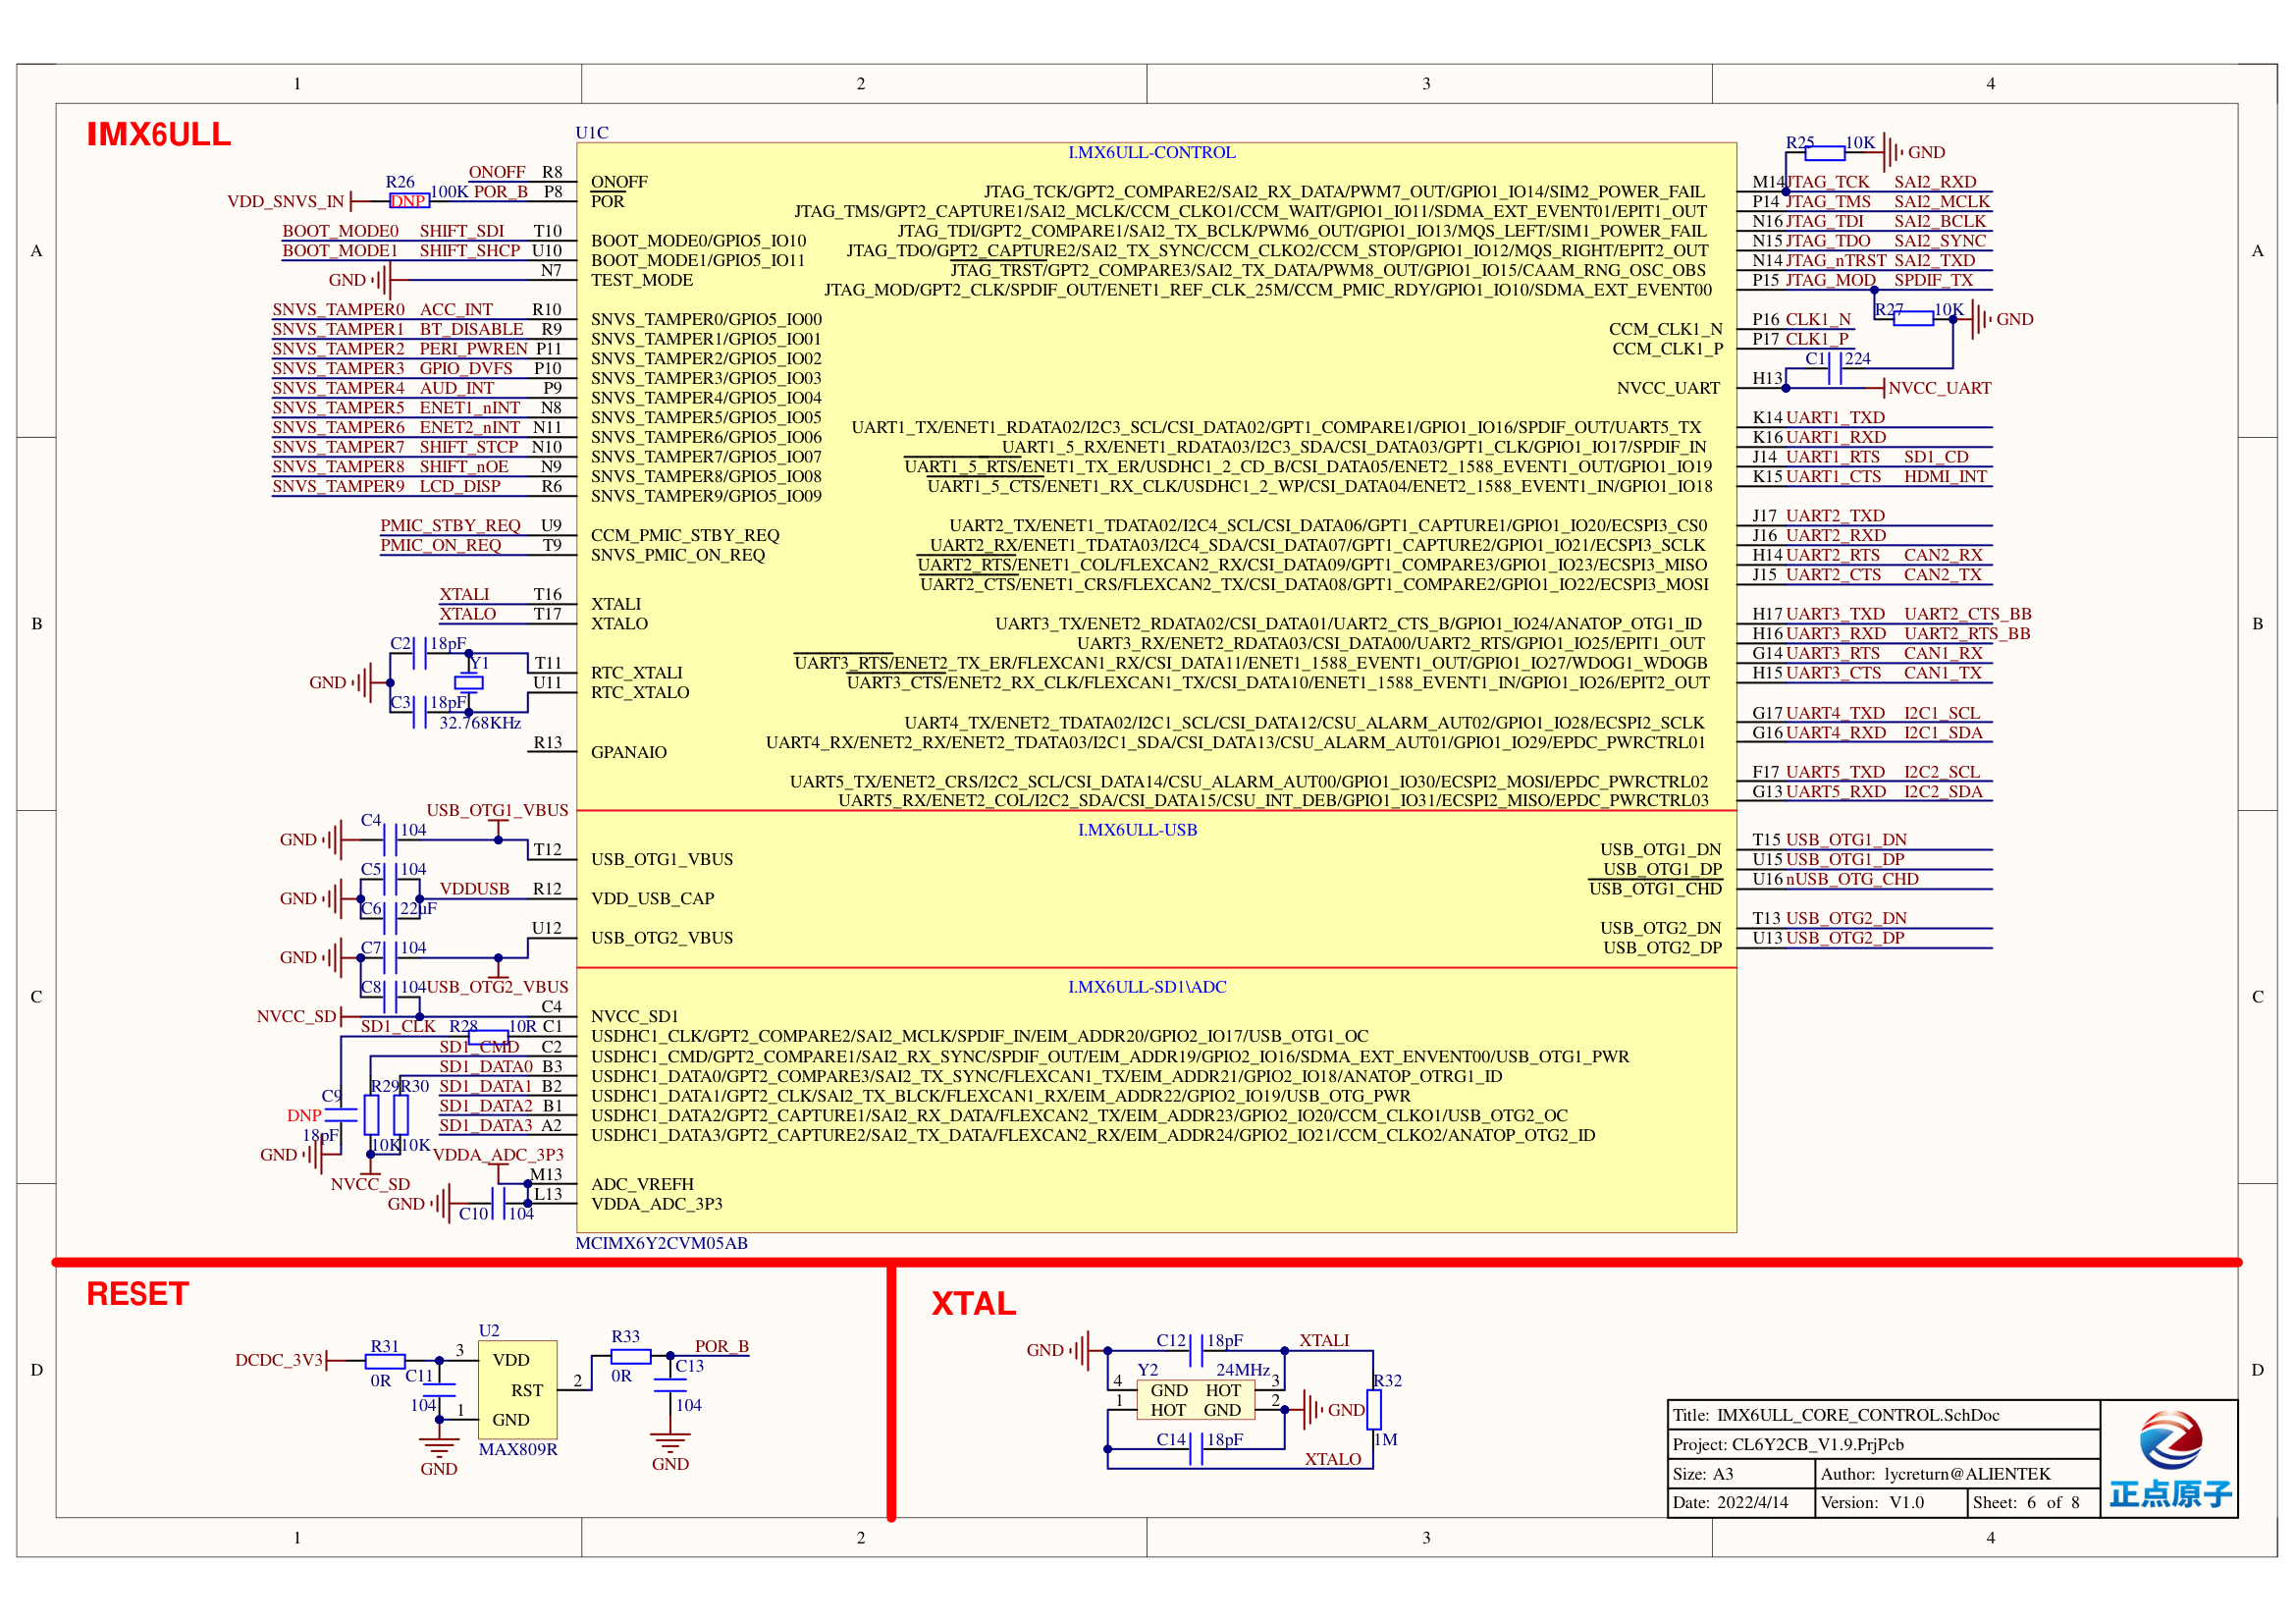 1 2 3 4
IMX6ULL
U1C
I.MX6ULL-CONTROL
ONOFF R8 ONOFF
VDD_SNVS_IN R26 DNP 100K POR_B P8 POR
BOOT_MODE0 SHIFT_SDI T10 BOOT_MODE0/GPIO5_IO10
BOOT_MODE1 SHIFT_SHCP U10 BOOT_MODE1/GPIO5_IO11
GND N7 TEST_MODE
SNVS_TAMPER0 ACC_INT R10 SNVS_TAMPER0/GPIO5_IO00
SNVS_TAMPER1 BT_DISABLE R9 SNVS_TAMPER1/GPIO5_IO01
SNVS_TAMPER2 PERI_PWREN P11 SNVS_TAMPER2/GPIO5_IO02
SNVS_TAMPER3 GPIO_DVFS P10 SNVS_TAMPER3/GPIO5_IO03
SNVS_TAMPER4 AUD_INT P9 SNVS_TAMPER4/GPIO5_IO04
SNVS_TAMPER5 ENET1_nINT N8 SNVS_TAMPER5/GPIO5_IO05
SNVS_TAMPER6 ENET2_nINT N11 SNVS_TAMPER6/GPIO5_IO06
SNVS_TAMPER7 SHIFT_STCP N10 SNVS_TAMPER7/GPIO5_IO07
SNVS_TAMPER8 SHIFT_nOE N9 SNVS_TAMPER8/GPIO5_IO08
SNVS_TAMPER9 LCD_DISP R6 SNVS_TAMPER9/GPIO5_IO09
PMIC_STBY_REQ U9 CCM_PMIC_STBY_REQ
PMIC_ON_REQ T9 SNVS_PMIC_ON_REQ
XTALI T16 XTALI
XTALO T17 XTALO
C2 18pF
Y1 T11 RTC_XTALI
GND U11 RTC_XTALO
C3 18pF
32.768KHz
R13 GPANAIO
R25 10K GND
JTAG_TCK/GPT2_COMPARE2/SAI2_RX_DATA/PWM7_OUT/GPIO1_IO14/SIM2_POWER_FAIL M14 JTAG_TCK SAI2_RXD
JTAG_TMS/GPT2_CAPTURE1/SAI2_MCLK/CCM_CLKO1/CCM_WAIT/GPIO1_IO11/SDMA_EXT_EVENT01/EPIT1_OUT P14 JTAG_TMS SAI2_MCLK
JTAG_TDI/GPT2_COMPARE1/SAI2_TX_BCLK/PWM6_OUT/GPIO1_IO13/MQS_LEFT/SIM1_POWER_FAIL N16 JTAG_TDI SAI2_BCLK
JTAG_TDO/GPT2_CAPTURE2/SAI2_TX_SYNC/CCM_CLKO2/CCM_STOP/GPIO1_IO12/MQS_RIGHT/EPIT2_OUT N15 JTAG_TDO SAI2_SYNC
JTAG_TRST/GPT2_COMPARE3/SAI2_TX_DATA/PWM8_OUT/GPIO1_IO15/CAAM_RNG_OSC_OBS N14 JTAG_nTRST SAI2_TXD
JTAG_MOD/GPT2_CLK/SPDIF_OUT/ENET1_REF_CLK_25M/CCM_PMIC_RDY/GPIO1_IO10/SDMA_EXT_EVENT00 P15 JTAG_MOD SPDIF_TX
R27 10K GND
CCM_CLK1_N P16 CLK1_N
CCM_CLK1_P P17 CLK1_P
C1 224
NVCC_UART H13 NVCC_UART
UART1_TX/ENET1_RDATA02/I2C3_SCL/CSI_DATA02/GPT1_COMPARE1/GPIO1_IO16/SPDIF_OUT/UART5_TX K14 UART1_TXD
UART1_5_RX/ENET1_RDATA03/I2C3_SDA/CSI_DATA03/GPT1_CLK/GPIO1_IO17/SPDIF_IN K16 UART1_RXD
UART1_5_RTS/ENET1_TX_ER/USDHC1_2_CD_B/CSI_DATA05/ENET2_1588_EVENT1_OUT/GPIO1_IO19 J14 UART1_RTS SD1_CD
UART1_5_CTS/ENET1_RX_CLK/USDHC1_2_WP/CSI_DATA04/ENET2_1588_EVENT1_IN/GPIO1_IO18 K15 UART1_CTS HDMI_INT
UART2_TX/ENET1_TDATA02/I2C4_SCL/CSI_DATA06/GPT1_CAPTURE1/GPIO1_IO20/ECSPI3_CS0 J17 UART2_TXD
UART2_RX/ENET1_TDATA03/I2C4_SDA/CSI_DATA07/GPT1_CAPTURE2/GPIO1_IO21/ECSPI3_SCLK J16 UART2_RXD
UART2_RTS/ENET1_COL/FLEXCAN2_RX/CSI_DATA09/GPT1_COMPARE3/GPIO1_IO23/ECSPI3_MISO H14 UART2_RTS CAN2_RX
UART2_CTS/ENET1_CRS/FLEXCAN2_TX/CSI_DATA08/GPT1_COMPARE2/GPIO1_IO22/ECSPI3_MOSI J15 UART2_CTS CAN2_TX
UART3_TX/ENET2_RDATA02/CSI_DATA01/UART2_CTS_B/GPIO1_IO24/ANATOP_OTG1_ID H17 UART3_TXD UART2_CTS_BB
UART3_RX/ENET2_RDATA03/CSI_DATA00/UART2_RTS/GPIO1_IO25/EPIT1_OUT H16 UART3_RXD UART2_RTS_BB
UART3_RTS/ENET2_TX_ER/FLEXCAN1_RX/CSI_DATA11/ENET1_1588_EVENT1_OUT/GPIO1_IO27/WDOG1_WDOGB G14 UART3_RTS CAN1_RX
UART3_CTS/ENET2_RX_CLK/FLEXCAN1_TX/CSI_DATA10/ENET1_1588_EVENT1_IN/GPIO1_IO26/EPIT2_OUT H15 UART3_CTS CAN1_TX
UART4_TX/ENET2_TDATA02/I2C1_SCL/CSI_DATA12/CSU_ALARM_AUT02/GPIO1_IO28/ECSPI2_SCLK G17 UART4_TXD I2C1_SCL
UART4_RX/ENET2_RX/ENET2_TDATA03/I2C1_SDA/CSI_DATA13/CSU_ALARM_AUT01/GPIO1_IO29/EPDC_PWRCTRL01 G16 UART4_RXD I2C1_SDA
UART5_TX/ENET2_CRS/I2C2_SCL/CSI_DATA14/CSU_ALARM_AUT00/GPIO1_IO30/ECSPI2_MOSI/EPDC_PWRCTRL02 F17 UART5_TXD I2C2_SCL
UART5_RX/ENET2_COL/I2C2_SDA/CSI_DATA15/CSU_INT_DEB/GPIO1_IO31/ECSPI2_MISO/EPDC_PWRCTRL03 G13 UART5_RXD I2C2_SDA
I.MX6ULL-USB
USB_OTG1_VBUS
GND C4 104 T12 USB_OTG1_VBUS
C5 104
GND VDDUSB R12 VDD_USB_CAP
C6 22uF
U12 USB_OTG2_VBUS
GND C7 104
C8 104 USB_OTG2_VBUS
USB_OTG1_DN T15 USB_OTG1_DN
USB_OTG1_DP U15 USB_OTG1_DP
USB_OTG1_CHD U16 nUSB_OTG_CHD
USB_OTG2_DN T13 USB_OTG2_DN
USB_OTG2_DP U13 USB_OTG2_DP
I.MX6ULL-SD1\ADC
NVCC_SD C4 NVCC_SD1
SD1_CLK R28 10R C1 USDHC1_CLK/GPT2_COMPARE2/SAI2_MCLK/SPDIF_IN/EIM_ADDR20/GPIO2_IO17/USB_OTG1_OC
SD1_CMD C2 USDHC1_CMD/GPT2_COMPARE1/SAI2_RX_SYNC/SPDIF_OUT/EIM_ADDR19/GPIO2_IO16/SDMA_EXT_ENVENT00/USB_OTG1_PWR
SD1_DATA0 B3 USDHC1_DATA0/GPT2_COMPARE3/SAI2_TX_SYNC/FLEXCAN1_TX/EIM_ADDR21/GPIO2_IO18/ANATOP_OTRG1_ID
SD1_DATA1 B2 USDHC1_DATA1/GPT2_CLK/SAI2_TX_BLCK/FLEXCAN1_RX/EIM_ADDR22/GPIO2_IO19/USB_OTG_PWR
SD1_DATA2 B1 USDHC1_DATA2/GPT2_CAPTURE1/SAI2_RX_DATA/FLEXCAN2_TX/EIM_ADDR23/GPIO2_IO20/CCM_CLKO1/USB_OTG2_OC
SD1_DATA3 A2 USDHC1_DATA3/GPT2_CAPTURE2/SAI2_TX_DATA/FLEXCAN2_RX/EIM_ADDR24/GPIO2_IO21/CCM_CLKO2/ANATOP_OTG2_ID
C9 R29 R30
DNP
18pF 10K 10K
GND VDDA_ADC_3P3
NVCC_SD M13 ADC_VREFH
GND C10 104 L13 VDDA_ADC_3P3
MCIMX6Y2CVM05AB
A A
B B
C C
D D
RESET
DCDC_3V3 R31 0R C11 104
U2
3 VDD
RST 2
1 GND
MAX809R
GND
R33 0R POR_B
C13 104
GND
XTAL
GND C12 18pF XTALI
Y2 24MHz
4 GND HOT 3
1 HOT GND 2 GND
R32 1M
C14 18pF
XTALO
Title: IMX6ULL_CORE_CONTROL.SchDoc
Project: CL6Y2CB_V1.9.PrjPcb
Size: A3 Author: lycreturn@ALIENTEK
Date: 2022/4/14 Version: V1.0 Sheet: 6 of 8
正点原子
1 2 3 4